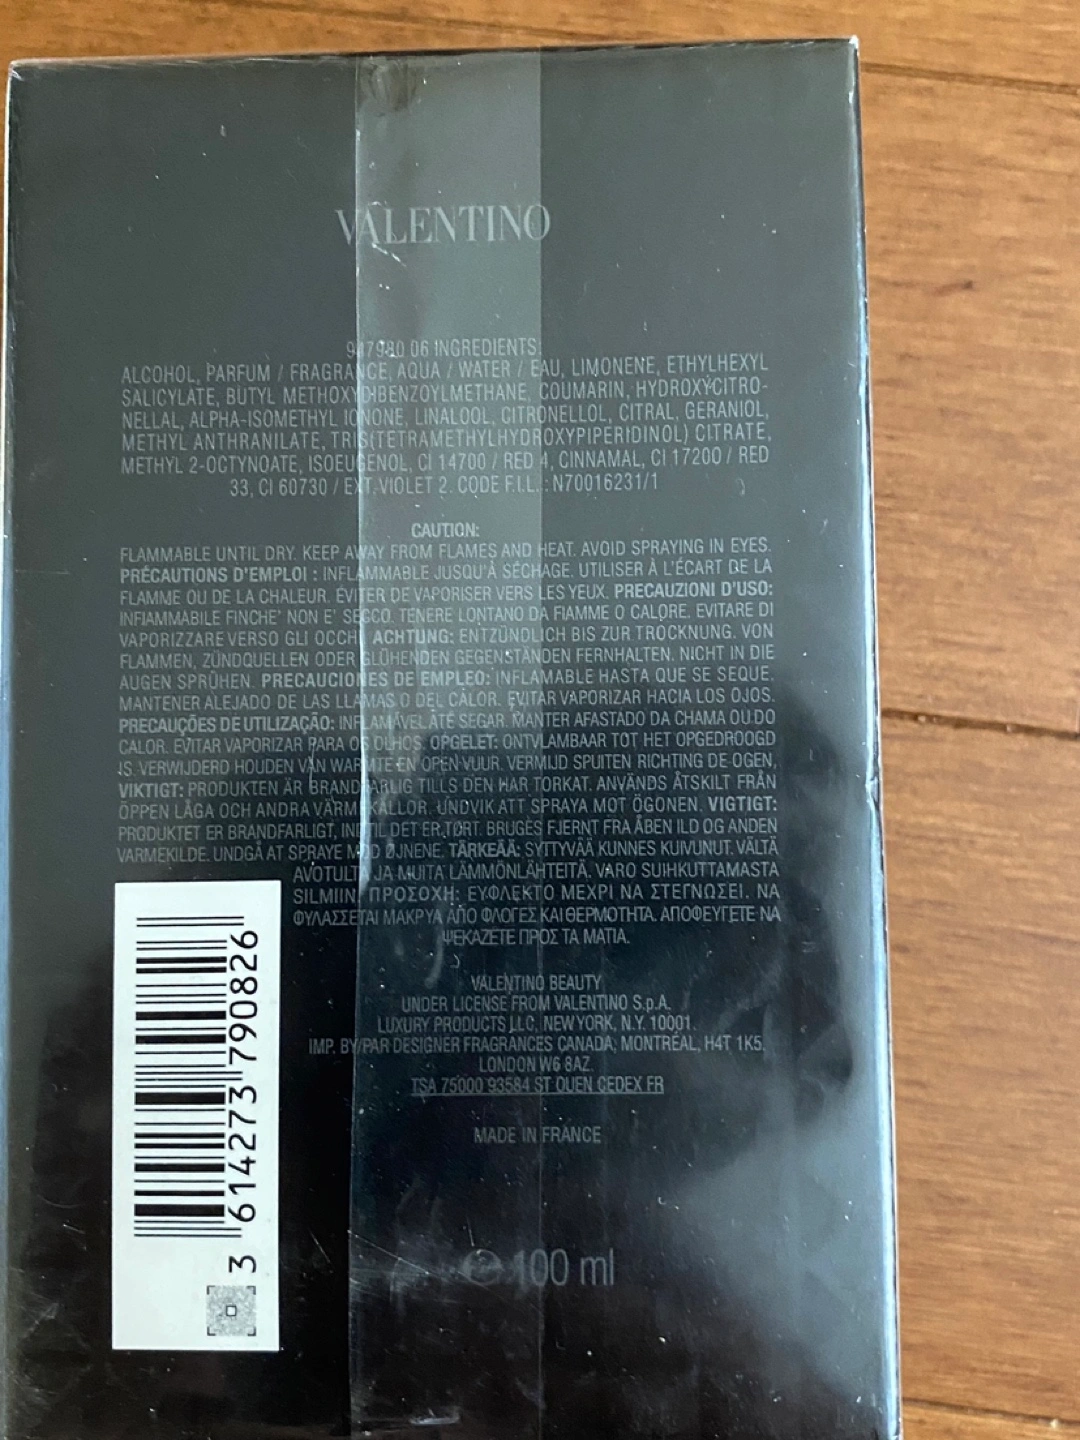 VALENTINO
947980 06 INGREDIENTS:
ALCOHOL, PARFUM / FRAGRANCE, AQUA / WATER / EAU, LIMONENE, ETHYLHEXYL
SALICYLATE, BUTYL METHOXYDIBENZOYLMETHANE, COUMARIN, HYDROXYCITRO-
NELLAL, ALPHA-ISOMETHYL IONONE, LINALOOL, CITRONELLOL, CITRAL, GERANIOL,
METHYL ANTHRANILATE, TRIS(TETRAMETHYLHYDROXYPIPERIDINOL) CITRATE,
METHYL 2-OCTYNOATE, ISOEUGENOL, CI 14700 / RED 4, CINNAMAL, CI 17200 / RED
33, CI 60730 / EXT. VIOLET 2. CODE F.I.L. : N70016231/1
CAUTION:
FLAMMABLE UNTIL DRY. KEEP AWAY FROM FLAMES AND HEAT. AVOID SPRAYING IN EYES.
PRÉCAUTIONS D'EMPLOI : INFLAMMABLE JUSQU'À SÉCHAGE. UTILISER À L'ÉCART DE LA
FLAMME OU DE LA CHALEUR. ÉVITER DE VAPORISER VERS LES YEUX. PRECAUZIONI D'USO:
INFIAMMABILE FINCHE' NON E' SECCO. TENERE LONTANO DA FIAMME O CALORE. EVITARE DI
VAPORIZZARE VERSO GLI OCCHI. ACHTUNG: ENTZÜNDLICH BIS ZUR TROCKNUNG. VON
FLAMMEN, ZÜNDQUELLEN ODER GLÜHENDEN GEGENSTÄNDEN FERNHALTEN. NICHT IN DIE
AUGEN SPRÜHEN. PRECAUCIONES DE EMPLEO: INFLAMABLE HASTA QUE SE SEQUE.
MANTENER ALEJADO DE LAS LLAMAS O DEL CALOR. EVITAR VAPORIZAR HACIA LOS OJOS.
PRECAUÇÕES DE UTILIZAÇÃO: INFLAMÁVEL ATÉ SEGAR. MANTER AFASTADO DA CHAMA OU DO
CALOR. EVITAR VAPORIZAR PARA OS OLHOS. OPGELET: ONTVLAMBAAR TOT HET OPGEDROOGD
IS. VERWIJDERD HOUDEN VAN WARMTE EN OPEN VUUR. VERMIJD SPUITEN RICHTING DE OGEN,
VIKTIGT: PRODUKTEN ÄR BRANDFARLIG TILLS DEN HAR TORKAT. ANVÄNDS ÅTSKILT FRÅN
ÖPPEN LÅGA OCH ANDRA VÄRMEKÄLLOR. UNDVIK ATT SPRAYA MOT ÖGONEN. VIGTIGT:
PRODUKTET ER BRANDFARLIGT, INDTIL DET ER TØRT. BRUGES FJERNT FRA ÅBEN ILD OG ANDEN
VARMEKILDE. UNDGÅ AT SPRAYE MOD ØJNENE. TÄRKEÄÄ: SYTTYVÄÄ KUNNES KUIVUNUT. VÄLTÄ
AVOTULTA JA MUITA LÄMMÖNLÄHTEITÄ. VARO SUIHKUTTAMASTA
SILMIIN. ΠΡΟΣΟΧΗ: ΕΥΦΛΕΚΤΟ ΜΕΧΡΙ ΝΑ ΣΤΕΓΝΩΣΕΙ. ΝΑ
ΦΥΛΑΣΣΕΤΑΙ ΜΑΚΡΥΑ ΑΠΟ ΦΛΟΓΕΣ ΚΑΙ ΘΕΡΜΟΤΗΤΑ. ΑΠΟΦΕΥΓΕΤΕ ΝΑ
ΨΕΚΑΖΕΤΕ ΠΡΟΣ ΤΑ ΜΑΤΙΑ.
VALENTINO BEAUTY
UNDER LICENSE FROM VALENTINO S.p.A.
LUXURY PRODUCTS LLC, NEW YORK, N.Y. 10001.
IMP. BY/PAR DESIGNER FRAGRANCES CANADA, MONTRÉAL, H4T 1K5.
LONDON W6 8AZ.
TSA 75000 93584 ST OUEN CEDEX FR
MADE IN FRANCE
℮ 100 ml
3 614273 790826